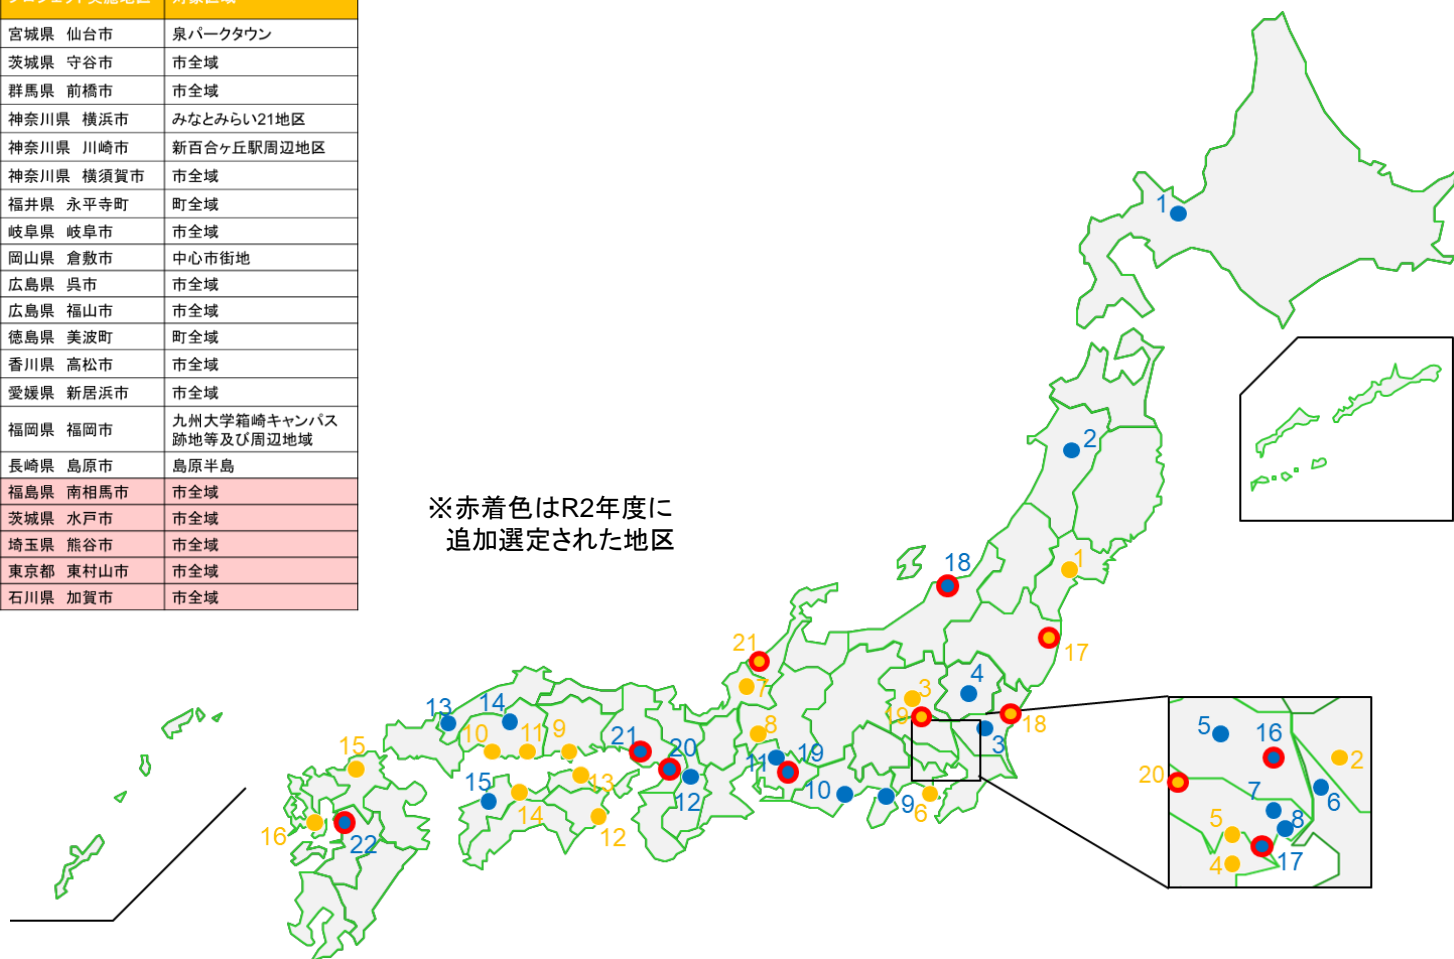 プロジェクト実施地区 対象区域
宮城県 仙台市 泉パークタウン
茨城県 守谷市 市全域
群馬県 前橋市 市全域
神奈川県 横浜市 みなとみらい21地区
神奈川県 川崎市 新百合ヶ丘駅周辺地区
神奈川県 横須賀市 市全域
福井県 永平寺町 町全域
岐阜県 岐阜市 市全域
岡山県 倉敷市 中心市街地
広島県 呉市 市全域
広島県 福山市 市全域
徳島県 美波町 町全域
香川県 高松市 市全域
愛媛県 新居浜市 市全域
福岡県 福岡市 九州大学箱崎キャンパス
跡地等及び周辺地域
長崎県 島原市 島原半島
福島県 南相馬市 市全域
茨城県 水戸市 市全域
埼玉県 熊谷市 市全域
東京都 東村山市 市全域
石川県 加賀市 市全域
※赤着色はR2年度に
追加選定された地区
1
2
18
1
17
21
7
4
3
19
18
3
13
14
10
11
9
21
20
8
11
19
15
15
14
13
12
12
10
9
6
16
22
5
16
2
20
7
6
8
5
4
17